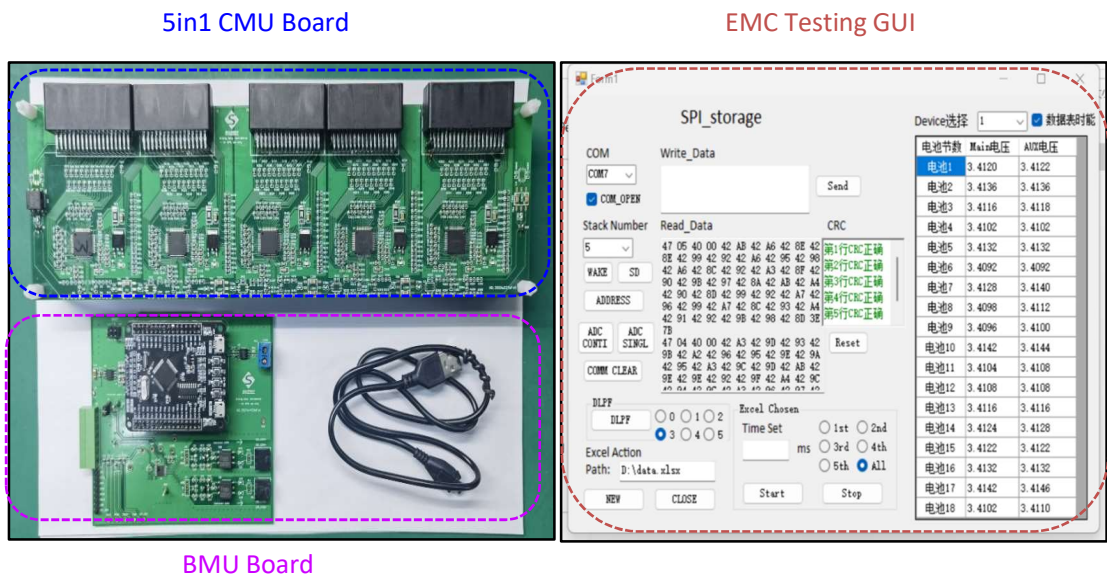 5in1 CMU Board
EMC Testing GUI
Form1
SPI_storage
Device选择
1
数据表时能
COM
Write_Data
COM7
COM_OPEN
Send
Stack Number
Read_Data
CRC
5
47 05 40 00 42 AB 42 A6 42 8E 42
8E 42 99 42 92 42 A6 42 95 42 98
42 A6 42 8C 42 92 42 A3 42 8F 42
90 42 9B 42 97 42 8A 42 AB 42 A4
42 90 42 8D 42 99 42 92 42 A7 42
96 42 99 42 A7 42 8C 42 93 42 A4
42 91 42 92 42 9B 42 98 42 8D 3E
7B
47 04 40 00 42 A3 42 9D 42 93 42
9B 42 A2 42 96 42 95 42 9E 42 9A
42 95 42 A3 42 9C 42 9D 42 AB 42
9E 42 9E 42 92 42 9F 42 A4 42 9C
第1行CRC正确
第2行CRC正确
第3行CRC正确
第4行CRC正确
第5行CRC正确
WAKE
SD
ADDRESS
ADC CONTI
ADC SINGL
COMM CLEAR
Reset
DLPF
DLPF
0 1 2
3 4 5
Excel Chosen
Time Set
ms
1st 2nd
3rd 4th
5th All
Excel Action
Path: D:\data.xlsx
NEW
CLOSE
Start
Stop
电池节数 Main电压 AUX电压
电池1 3.4120 3.4122
电池2 3.4136 3.4136
电池3 3.4116 3.4118
电池4 3.4102 3.4102
电池5 3.4132 3.4132
电池6 3.4092 3.4092
电池7 3.4128 3.4140
电池8 3.4098 3.4112
电池9 3.4096 3.4100
电池10 3.4142 3.4144
电池11 3.4104 3.4108
电池12 3.4108 3.4108
电池13 3.4116 3.4116
电池14 3.4124 3.4128
电池15 3.4122 3.4122
电池16 3.4132 3.4132
电池17 3.4142 3.4146
电池18 3.4102 3.4110
BMU Board